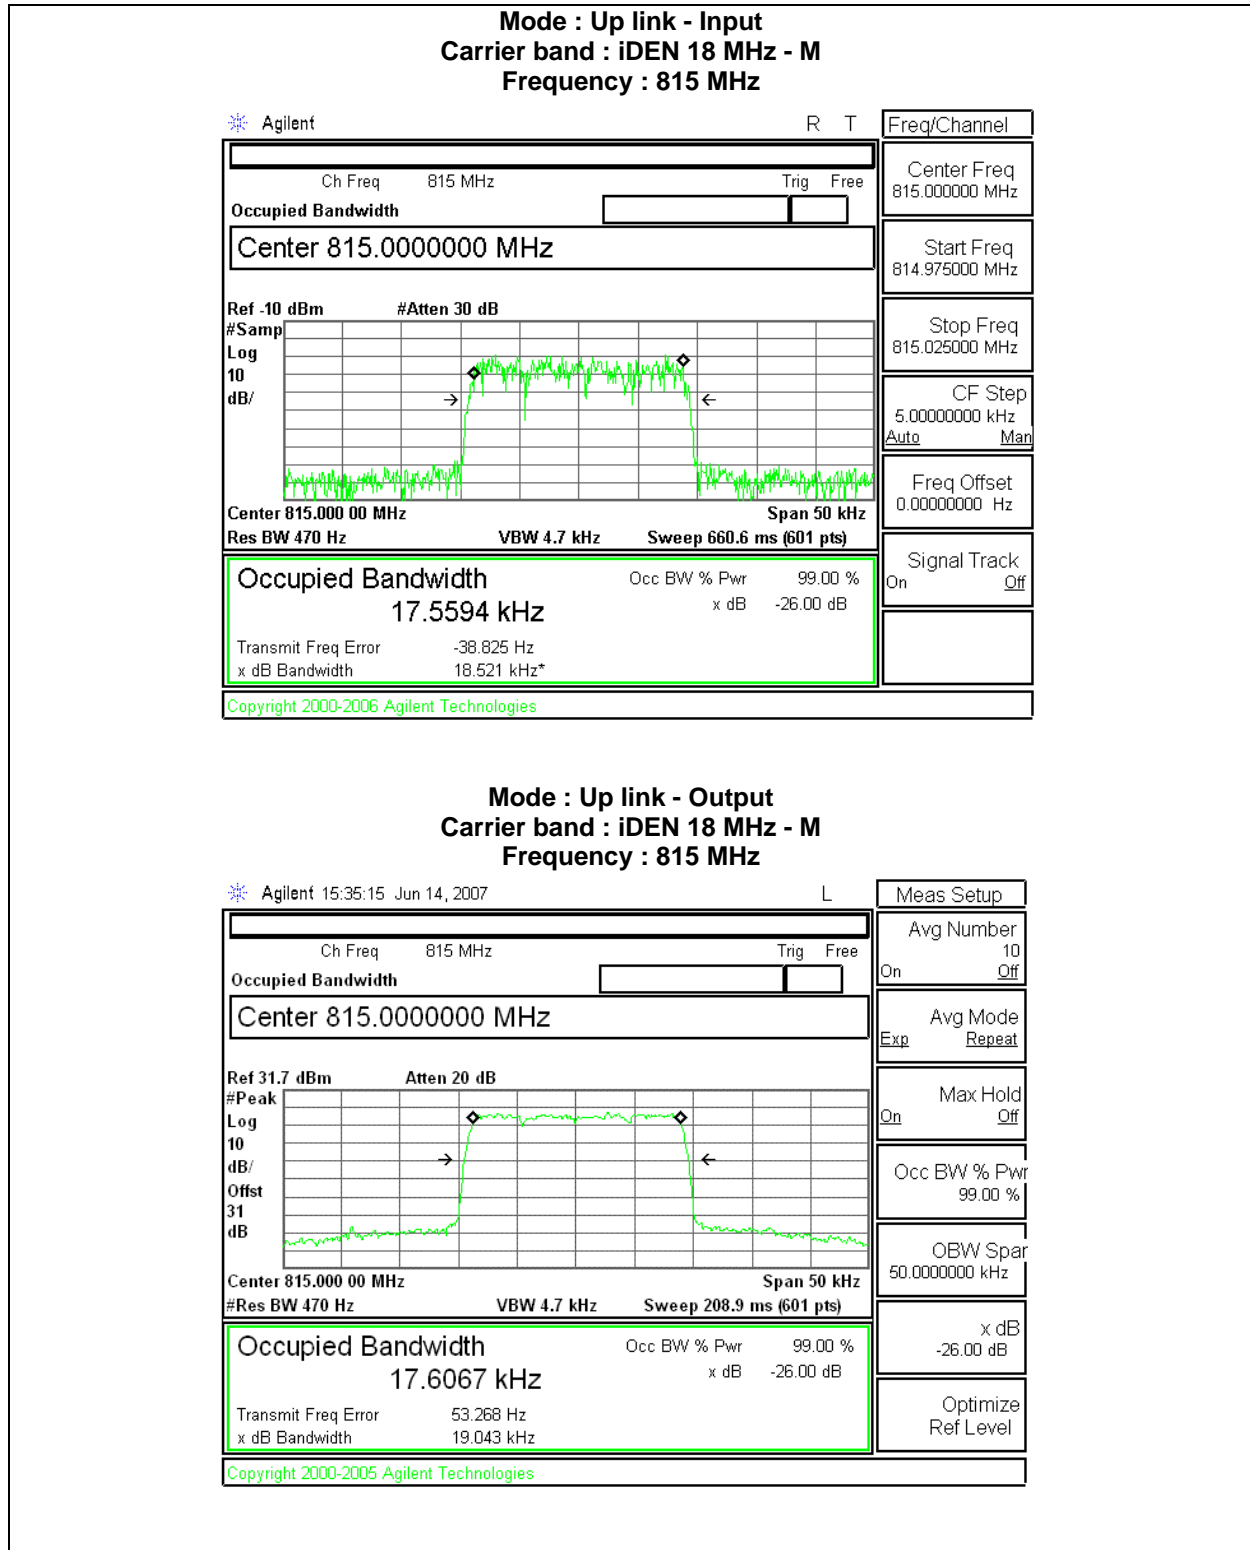 Mode : Up link - Input
Carrier band : iDEN 18 MHz - M
Frequency : 815 MHz
Agilent R T
Freq/Channel
Ch Freq 815 MHz Trig Free
Occupied Bandwidth
Center 815.0000000 MHz
Center Freq
815.000000 MHz
Start Freq
814.975000 MHz
Stop Freq
815.025000 MHz
CF Step
5.00000000 kHz
Auto Man
Freq Offset
0.00000000 Hz
Signal Track
On Off
Ref -10 dBm #Atten 30 dB
#Samp
Log
10
dB/
Center 815.000 00 MHz Span 50 kHz
Res BW 470 Hz VBW 4.7 kHz Sweep 660.6 ms (601 pts)
Occupied Bandwidth Occ BW % Pwr 99.00 %
17.5594 kHz x dB -26.00 dB
Transmit Freq Error -38.825 Hz
x dB Bandwidth 18.521 kHz*
Copyright 2000-2006 Agilent Technologies
Mode : Up link - Output
Carrier band : iDEN 18 MHz - M
Frequency : 815 MHz
Agilent 15:35:15 Jun 14, 2007 L
Meas Setup
Ch Freq 815 MHz Trig Free
Occupied Bandwidth
Center 815.0000000 MHz
Avg Number
10
On Off
Avg Mode
Exp Repeat
Max Hold
On Off
Occ BW % Pwr
99.00 %
OBW Span
50.0000000 kHz
x dB
-26.00 dB
Optimize
Ref Level
Ref 31.7 dBm Atten 20 dB
#Peak
Log
10
dB/
Offst
31
dB
Center 815.000 00 MHz Span 50 kHz
#Res BW 470 Hz VBW 4.7 kHz Sweep 208.9 ms (601 pts)
Occupied Bandwidth Occ BW % Pwr 99.00 %
17.6067 kHz x dB -26.00 dB
Transmit Freq Error 53.268 Hz
x dB Bandwidth 19.043 kHz
Copyright 2000-2005 Agilent Technologies